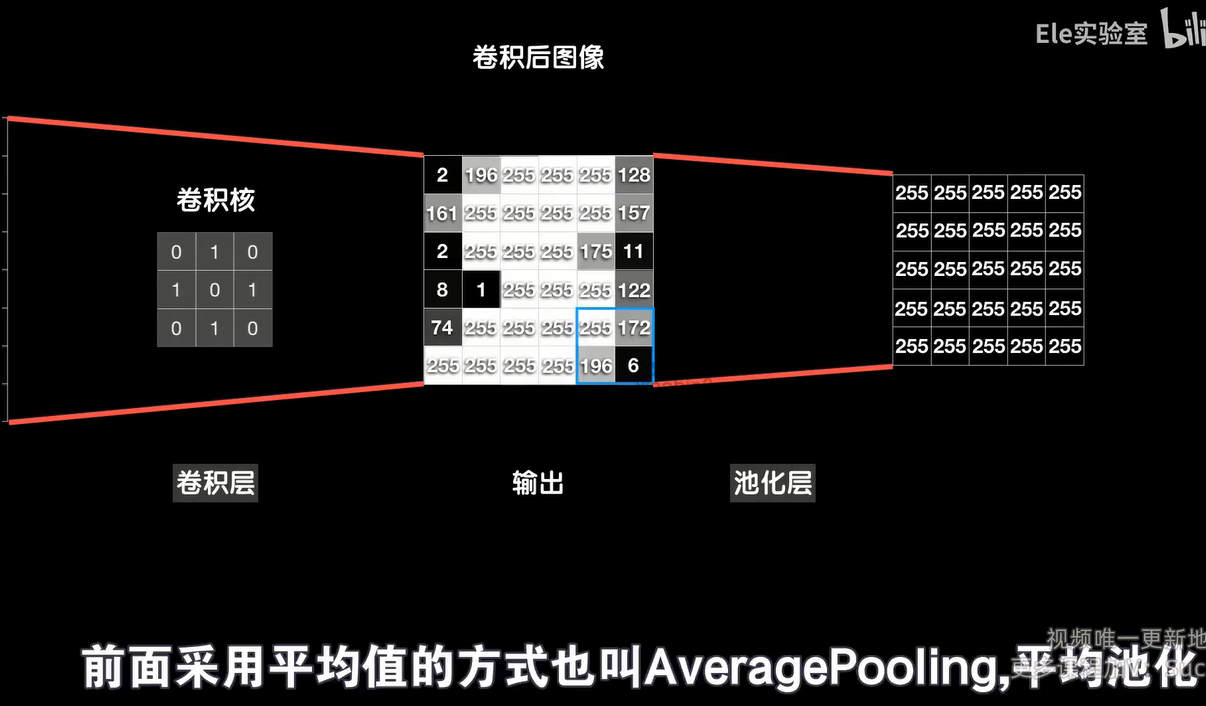 Ele实验室 bili
卷积后图像
卷积核
0 1 0
1 0 1
0 1 0
2 196 255 255 255 128
161 255 255 255 255 157
2 255 255 255 175 11
8 1 255 255 255 122
74 255 255 255 255 172
255 255 255 255 196 6
255 255 255 255 255
255 255 255 255 255
255 255 255 255 255
255 255 255 255 255
255 255 255 255 255
卷积层
输出
池化层
视频唯一更新地
前面采用平均值的方式也叫AveragePooling,平均池化